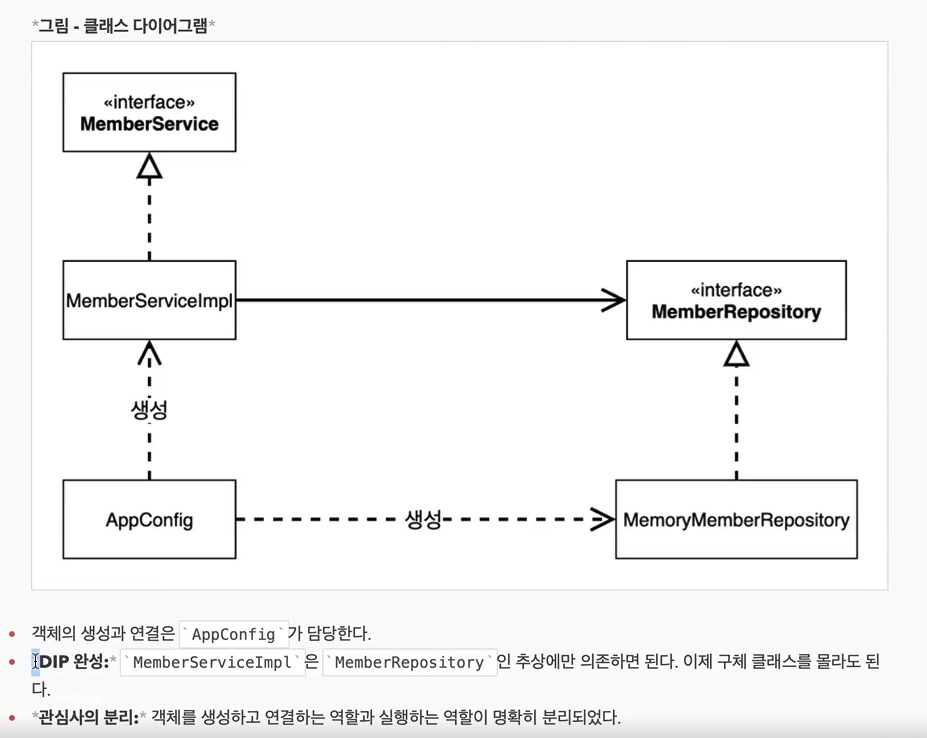 *그림 - 클래스 다이어그램*
«interface»
MemberService
MemberServiceImpl
«interface»
MemberRepository
생성
AppConfig
생성
MemoryMemberRepository
객체의 생성과 연결은 `AppConfig`가 담당한다.
*DIP 완성:* `MemberServiceImpl`은 `MemberRepository`인 추상에만 의존하면 된다. 이제 구체 클래스를 몰라도 된
다.
*관심사의 분리:* 객체를 생성하고 연결하는 역할과 실행하는 역할이 명확히 분리되었다.